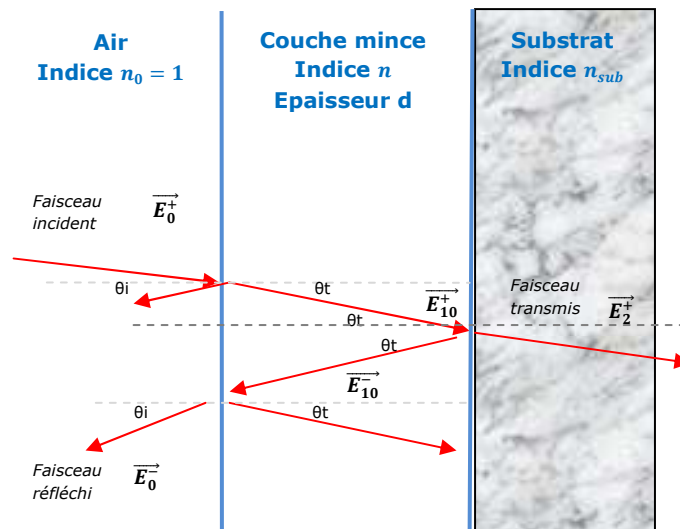 Air
Indice n₀ = 1
Couche mince
Indice n
Epaisseur d
Substrat
Indice nₛᵤb
Faisceau
incident
E₀⁺
θi
θt
E₁₀⁺
Faisceau
transmis
E₂⁺
θt
θt
E₁₀⁻
θi
θt
Faisceau
réfléchi
E₀⁻